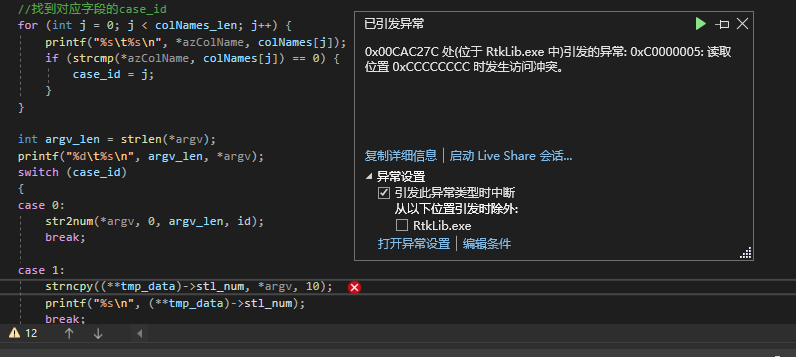 //找到对应字段的case_id
for (int j = 0; j < colNames_len; j++) {
    printf("%s\t%s\n", *azColName, colNames[j]);
    if (strcmp(*azColName, colNames[j]) == 0) {
        case_id = j;
    }
}
int argv_len = strlen(*argv);
printf("%d\t%s\n", argv_len, *argv);
switch (case_id)
{
case 0:
    str2num(*argv, 0, argv_len, id);
    break;
case 1:
    strncpy((**tmp_data)->stl_num, *argv, 10);
    printf("%s\n", (**tmp_data)->stl_num);
    break;
12
已引发异常
0x00CAC27C 处(位于 RtkLib.exe 中)引发的异常: 0xC0000005: 读取
位置 0xCCCCCCCC 时发生访问冲突。
复制详细信息 | 启动 Live Share 会话...
异常设置
引发此异常类型时中断
从以下位置引发时除外:
RtkLib.exe
打开异常设置 | 编辑条件